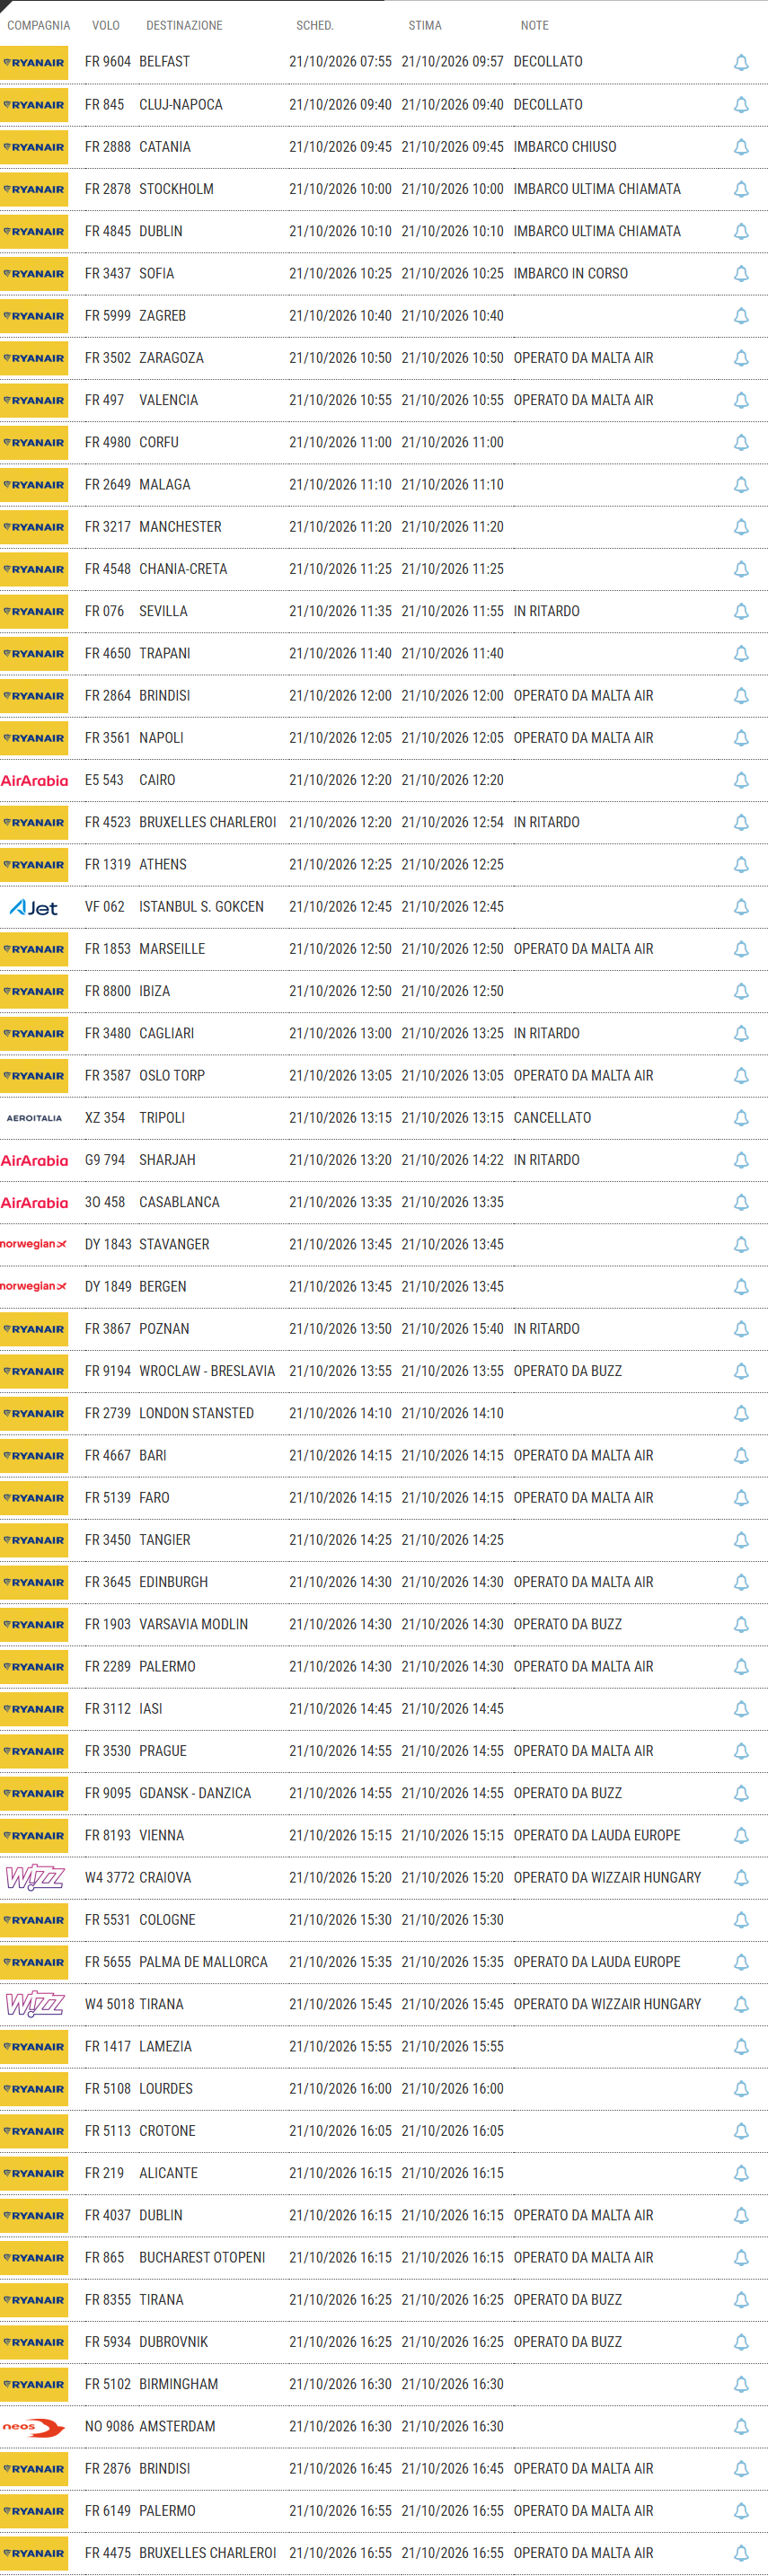 COMPAGNIA VOLO DESTINAZIONE SCHED. STIMA NOTE
RYANAIR FR 9604 BELFAST 21/10/2026 07:55 21/10/2026 09:57 DECOLLATO
RYANAIR FR 845 CLUJ-NAPOCA 21/10/2026 09:40 21/10/2026 09:40 DECOLLATO
RYANAIR FR 2888 CATANIA 21/10/2026 09:45 21/10/2026 09:45 IMBARCO CHIUSO
RYANAIR FR 2878 STOCKHOLM 21/10/2026 10:00 21/10/2026 10:00 IMBARCO ULTIMA CHIAMATA
RYANAIR FR 4845 DUBLIN 21/10/2026 10:10 21/10/2026 10:10 IMBARCO ULTIMA CHIAMATA
RYANAIR FR 3437 SOFIA 21/10/2026 10:25 21/10/2026 10:25 IMBARCO IN CORSO
RYANAIR FR 5999 ZAGREB 21/10/2026 10:40 21/10/2026 10:40
RYANAIR FR 3502 ZARAGOZA 21/10/2026 10:50 21/10/2026 10:50 OPERATO DA MALTA AIR
RYANAIR FR 497 VALENCIA 21/10/2026 10:55 21/10/2026 10:55 OPERATO DA MALTA AIR
RYANAIR FR 4980 CORFU 21/10/2026 11:00 21/10/2026 11:00
RYANAIR FR 2649 MALAGA 21/10/2026 11:10 21/10/2026 11:10
RYANAIR FR 3217 MANCHESTER 21/10/2026 11:20 21/10/2026 11:20
RYANAIR FR 4548 CHANIA-CRETA 21/10/2026 11:25 21/10/2026 11:25
RYANAIR FR 076 SEVILLA 21/10/2026 11:35 21/10/2026 11:55 IN RITARDO
RYANAIR FR 4650 TRAPANI 21/10/2026 11:40 21/10/2026 11:40
RYANAIR FR 2864 BRINDISI 21/10/2026 12:00 21/10/2026 12:00 OPERATO DA MALTA AIR
RYANAIR FR 3561 NAPOLI 21/10/2026 12:05 21/10/2026 12:05 OPERATO DA MALTA AIR
AirArabia E5 543 CAIRO 21/10/2026 12:20 21/10/2026 12:20
RYANAIR FR 4523 BRUXELLES CHARLEROI 21/10/2026 12:20 21/10/2026 12:54 IN RITARDO
RYANAIR FR 1319 ATHENS 21/10/2026 12:25 21/10/2026 12:25
AJet VF 062 ISTANBUL S. GOKCEN 21/10/2026 12:45 21/10/2026 12:45
RYANAIR FR 1853 MARSEILLE 21/10/2026 12:50 21/10/2026 12:50 OPERATO DA MALTA AIR
RYANAIR FR 8800 IBIZA 21/10/2026 12:50 21/10/2026 12:50
RYANAIR FR 3480 CAGLIARI 21/10/2026 13:00 21/10/2026 13:25 IN RITARDO
RYANAIR FR 3587 OSLO TORP 21/10/2026 13:05 21/10/2026 13:05 OPERATO DA MALTA AIR
AEROITALIA XZ 354 TRIPOLI 21/10/2026 13:15 21/10/2026 13:15 CANCELLATO
AirArabia G9 794 SHARJAH 21/10/2026 13:20 21/10/2026 14:22 IN RITARDO
AirArabia 3O 458 CASABLANCA 21/10/2026 13:35 21/10/2026 13:35
norwegian DY 1843 STAVANGER 21/10/2026 13:45 21/10/2026 13:45
norwegian DY 1849 BERGEN 21/10/2026 13:45 21/10/2026 13:45
RYANAIR FR 3867 POZNAN 21/10/2026 13:50 21/10/2026 15:40 IN RITARDO
RYANAIR FR 9194 WROCLAW - BRESLAVIA 21/10/2026 13:55 21/10/2026 13:55 OPERATO DA BUZZ
RYANAIR FR 2739 LONDON STANSTED 21/10/2026 14:10 21/10/2026 14:10
RYANAIR FR 4667 BARI 21/10/2026 14:15 21/10/2026 14:15 OPERATO DA MALTA AIR
RYANAIR FR 5139 FARO 21/10/2026 14:15 21/10/2026 14:15 OPERATO DA MALTA AIR
RYANAIR FR 3450 TANGIER 21/10/2026 14:25 21/10/2026 14:25
RYANAIR FR 3645 EDINBURGH 21/10/2026 14:30 21/10/2026 14:30 OPERATO DA MALTA AIR
RYANAIR FR 1903 VARSAVIA MODLIN 21/10/2026 14:30 21/10/2026 14:30 OPERATO DA BUZZ
RYANAIR FR 2289 PALERMO 21/10/2026 14:30 21/10/2026 14:30 OPERATO DA MALTA AIR
RYANAIR FR 3112 IASI 21/10/2026 14:45 21/10/2026 14:45
RYANAIR FR 3530 PRAGUE 21/10/2026 14:55 21/10/2026 14:55 OPERATO DA MALTA AIR
RYANAIR FR 9095 GDANSK - DANZICA 21/10/2026 14:55 21/10/2026 14:55 OPERATO DA BUZZ
RYANAIR FR 8193 VIENNA 21/10/2026 15:15 21/10/2026 15:15 OPERATO DA LAUDA EUROPE
WIZZ W4 3772 CRAIOVA 21/10/2026 15:20 21/10/2026 15:20 OPERATO DA WIZZAIR HUNGARY
RYANAIR FR 5531 COLOGNE 21/10/2026 15:30 21/10/2026 15:30
RYANAIR FR 5655 PALMA DE MALLORCA 21/10/2026 15:35 21/10/2026 15:35 OPERATO DA LAUDA EUROPE
WIZZ W4 5018 TIRANA 21/10/2026 15:45 21/10/2026 15:45 OPERATO DA WIZZAIR HUNGARY
RYANAIR FR 1417 LAMEZIA 21/10/2026 15:55 21/10/2026 15:55
RYANAIR FR 5108 LOURDES 21/10/2026 16:00 21/10/2026 16:00
RYANAIR FR 5113 CROTONE 21/10/2026 16:05 21/10/2026 16:05
RYANAIR FR 219 ALICANTE 21/10/2026 16:15 21/10/2026 16:15
RYANAIR FR 4037 DUBLIN 21/10/2026 16:15 21/10/2026 16:15 OPERATO DA MALTA AIR
RYANAIR FR 865 BUCHAREST OTOPENI 21/10/2026 16:15 21/10/2026 16:15 OPERATO DA MALTA AIR
RYANAIR FR 8355 TIRANA 21/10/2026 16:25 21/10/2026 16:25 OPERATO DA BUZZ
RYANAIR FR 5934 DUBROVNIK 21/10/2026 16:25 21/10/2026 16:25 OPERATO DA BUZZ
RYANAIR FR 5102 BIRMINGHAM 21/10/2026 16:30 21/10/2026 16:30
neos NO 9086 AMSTERDAM 21/10/2026 16:30 21/10/2026 16:30
RYANAIR FR 2876 BRINDISI 21/10/2026 16:45 21/10/2026 16:45 OPERATO DA MALTA AIR
RYANAIR FR 6149 PALERMO 21/10/2026 16:55 21/10/2026 16:55 OPERATO DA MALTA AIR
RYANAIR FR 4475 BRUXELLES CHARLEROI 21/10/2026 16:55 21/10/2026 16:55 OPERATO DA MALTA AIR